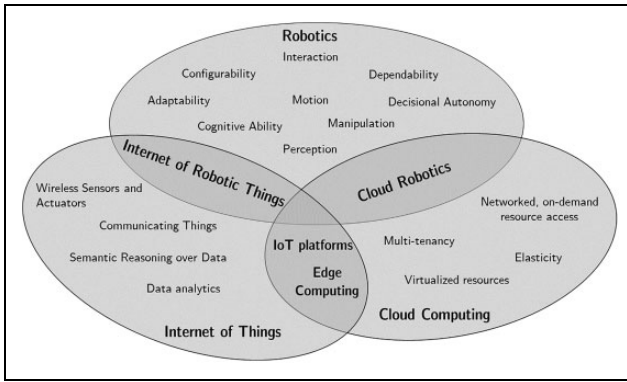 Robotics
Interaction
Configurability
Dependability
Adaptability
Motion
Decisional Autonomy
Cognitive Ability
Manipulation
Perception
Internet of Robotic Things
Cloud Robotics
Wireless Sensors and
Actuators
Communicating Things
Semantic Reasoning over Data
Data analytics
Internet of Things
IoT platforms
Edge
Computing
Networked, on-demand
resource access
Multi-tenancy
Elasticity
Virtualized resources
Cloud Computing